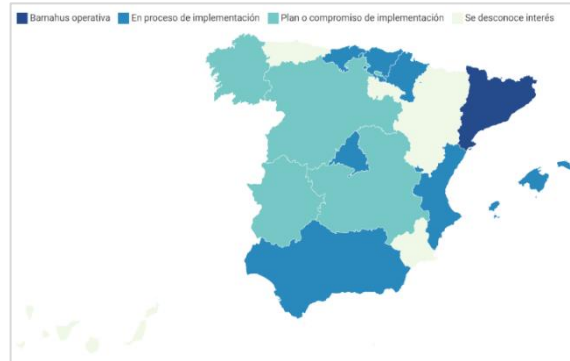 Barnahus operativa En proceso de implementación Plan o compromiso de implementación Se desconoce interés